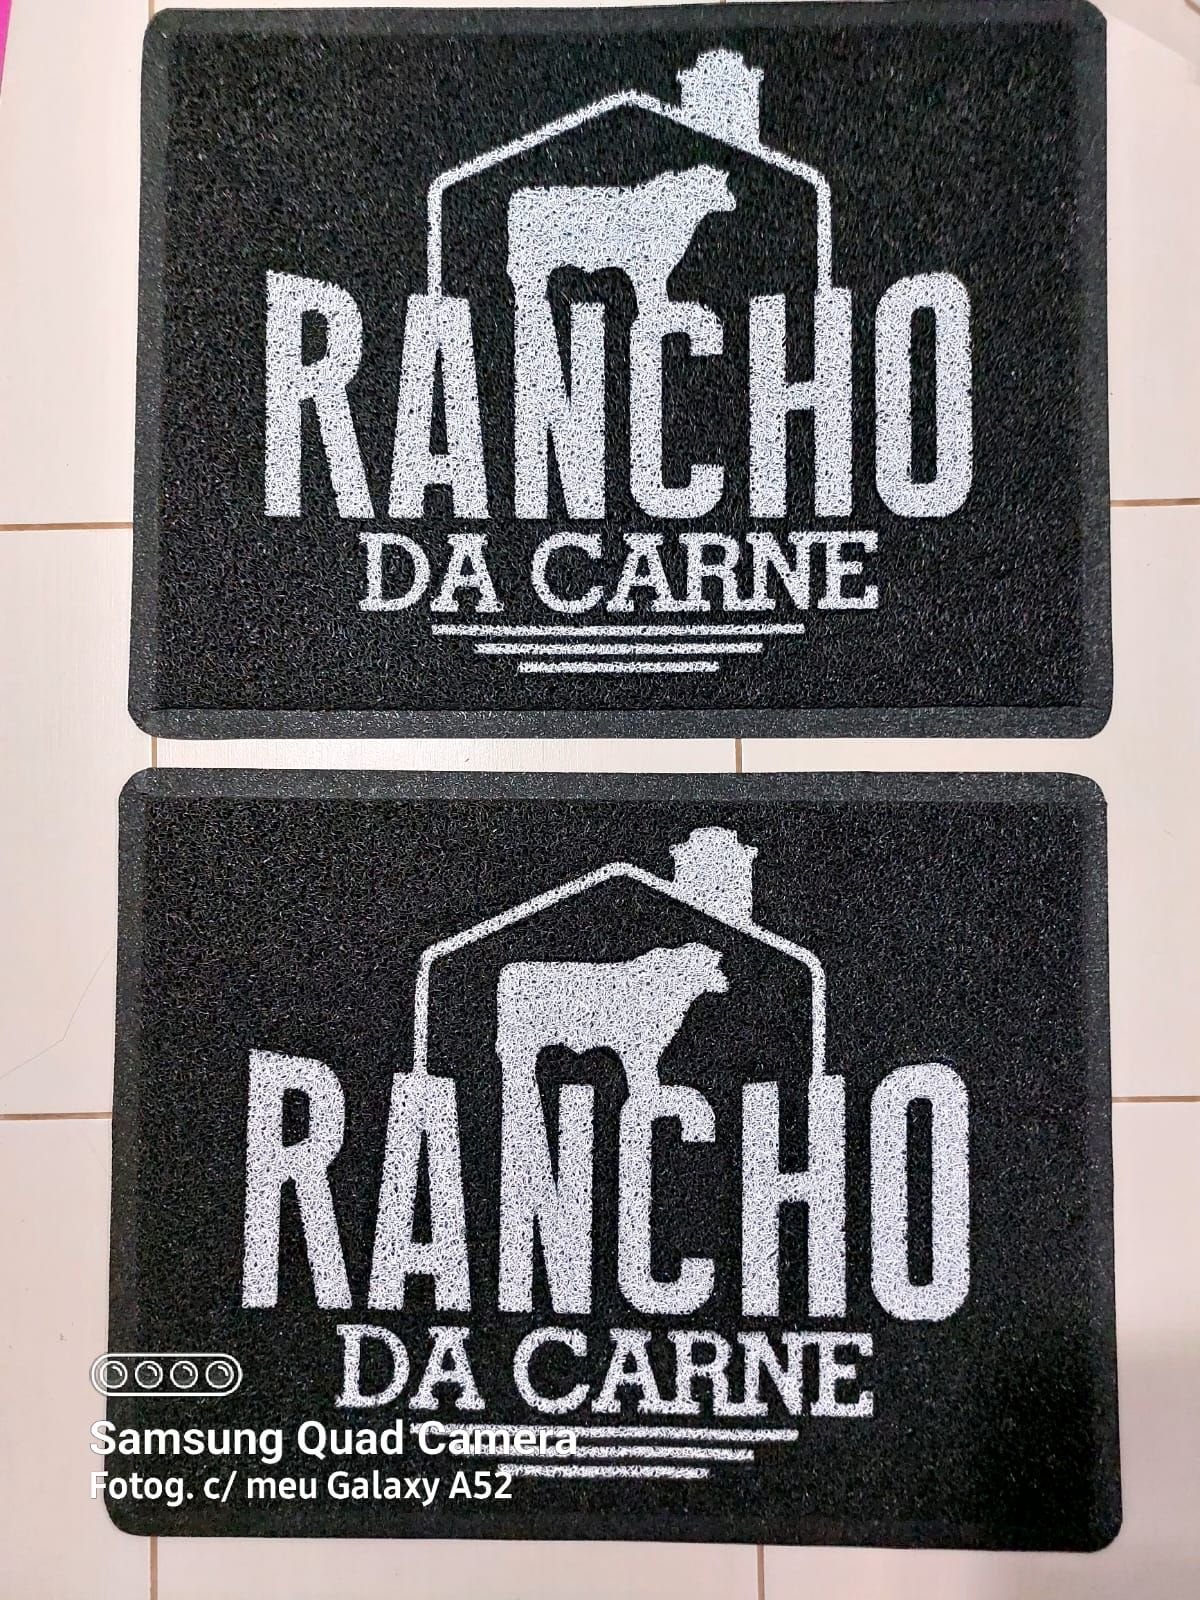 RANCHO
DA CARNE
RANCHO
DA CARNE
Samsung Quad Camera
Fotog. c/ meu Galaxy A52